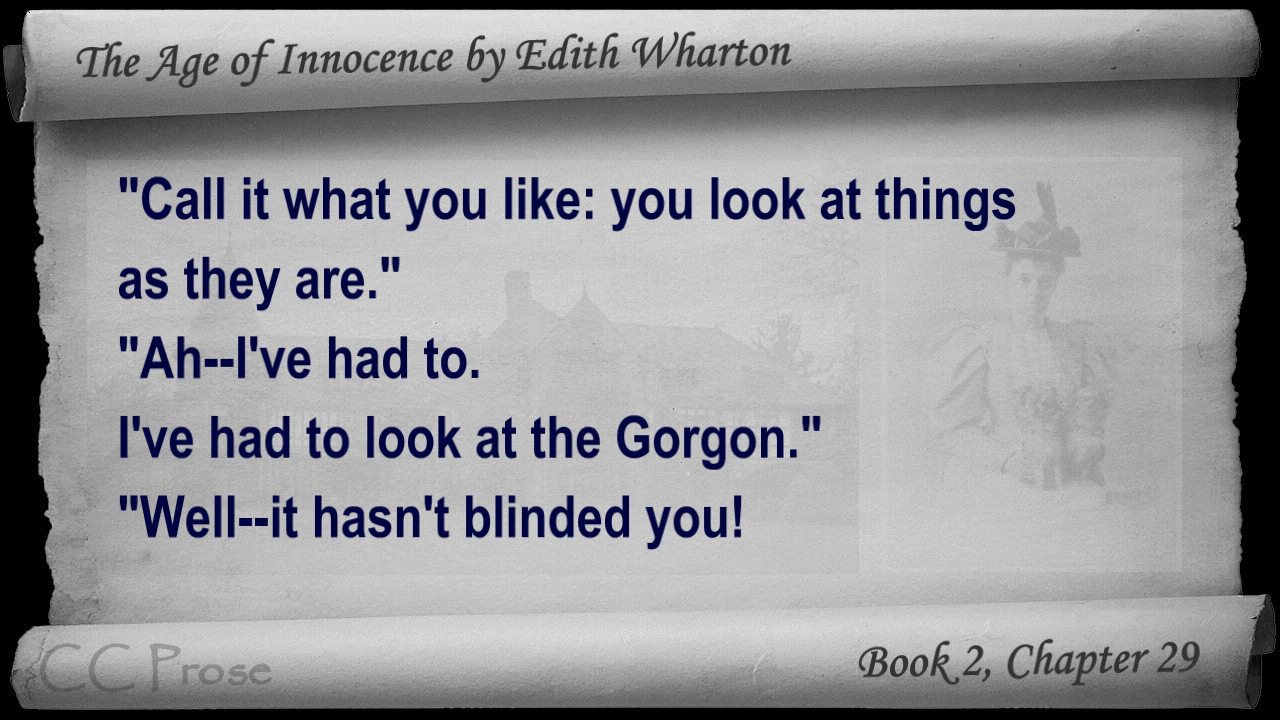 The Age of Innocence by Edith Wharton
"Call it what you like: you look at things
as they are."
"Ah--I've had to.
I've had to look at the Gorgon."
"Well--it hasn't blinded you!
CC Prose
Book 2, Chapter 29